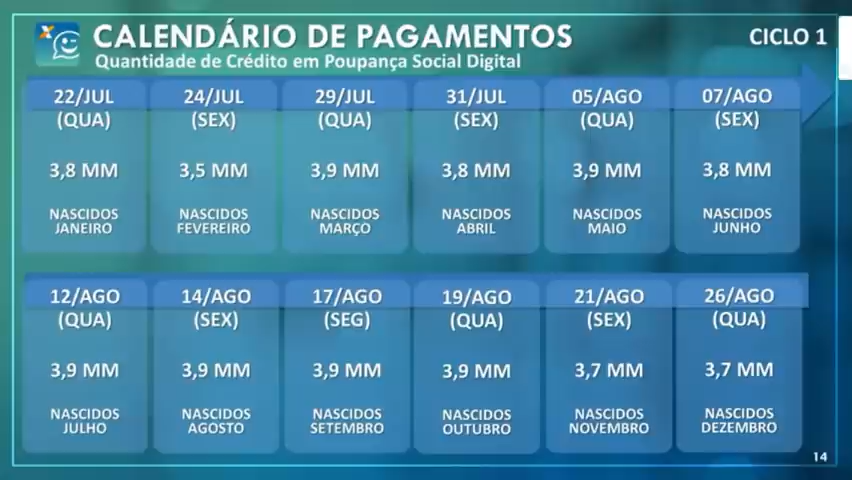 CALENDÁRIO DE PAGAMENTOS
CICLO 1
Quantidade de Crédito em Poupança Social Digital
22/JUL 24/JUL 29/JUL 31/JUL 05/AGO 07/AGO
(QUA) (SEX) (QUA) (SEX) (QUA) (SEX)
3,8 MM 3,5 MM 3,9 MM 3,8 MM 3,9 MM 3,8 MM
NASCIDOS NASCIDOS NASCIDOS NASCIDOS NASCIDOS NASCIDOS
JANEIRO FEVEREIRO MARÇO ABRIL MAIO JUNHO
12/AGO 14/AGO 17/AGO 19/AGO 21/AGO 26/AGO
(QUA) (SEX) (SEG) (QUA) (SEX) (QUA)
3,9 MM 3,9 MM 3,9 MM 3,9 MM 3,7 MM 3,7 MM
NASCIDOS NASCIDOS NASCIDOS NASCIDOS NASCIDOS NASCIDOS
JULHO AGOSTO SETEMBRO OUTUBRO NOVEMBRO DEZEMBRO
14